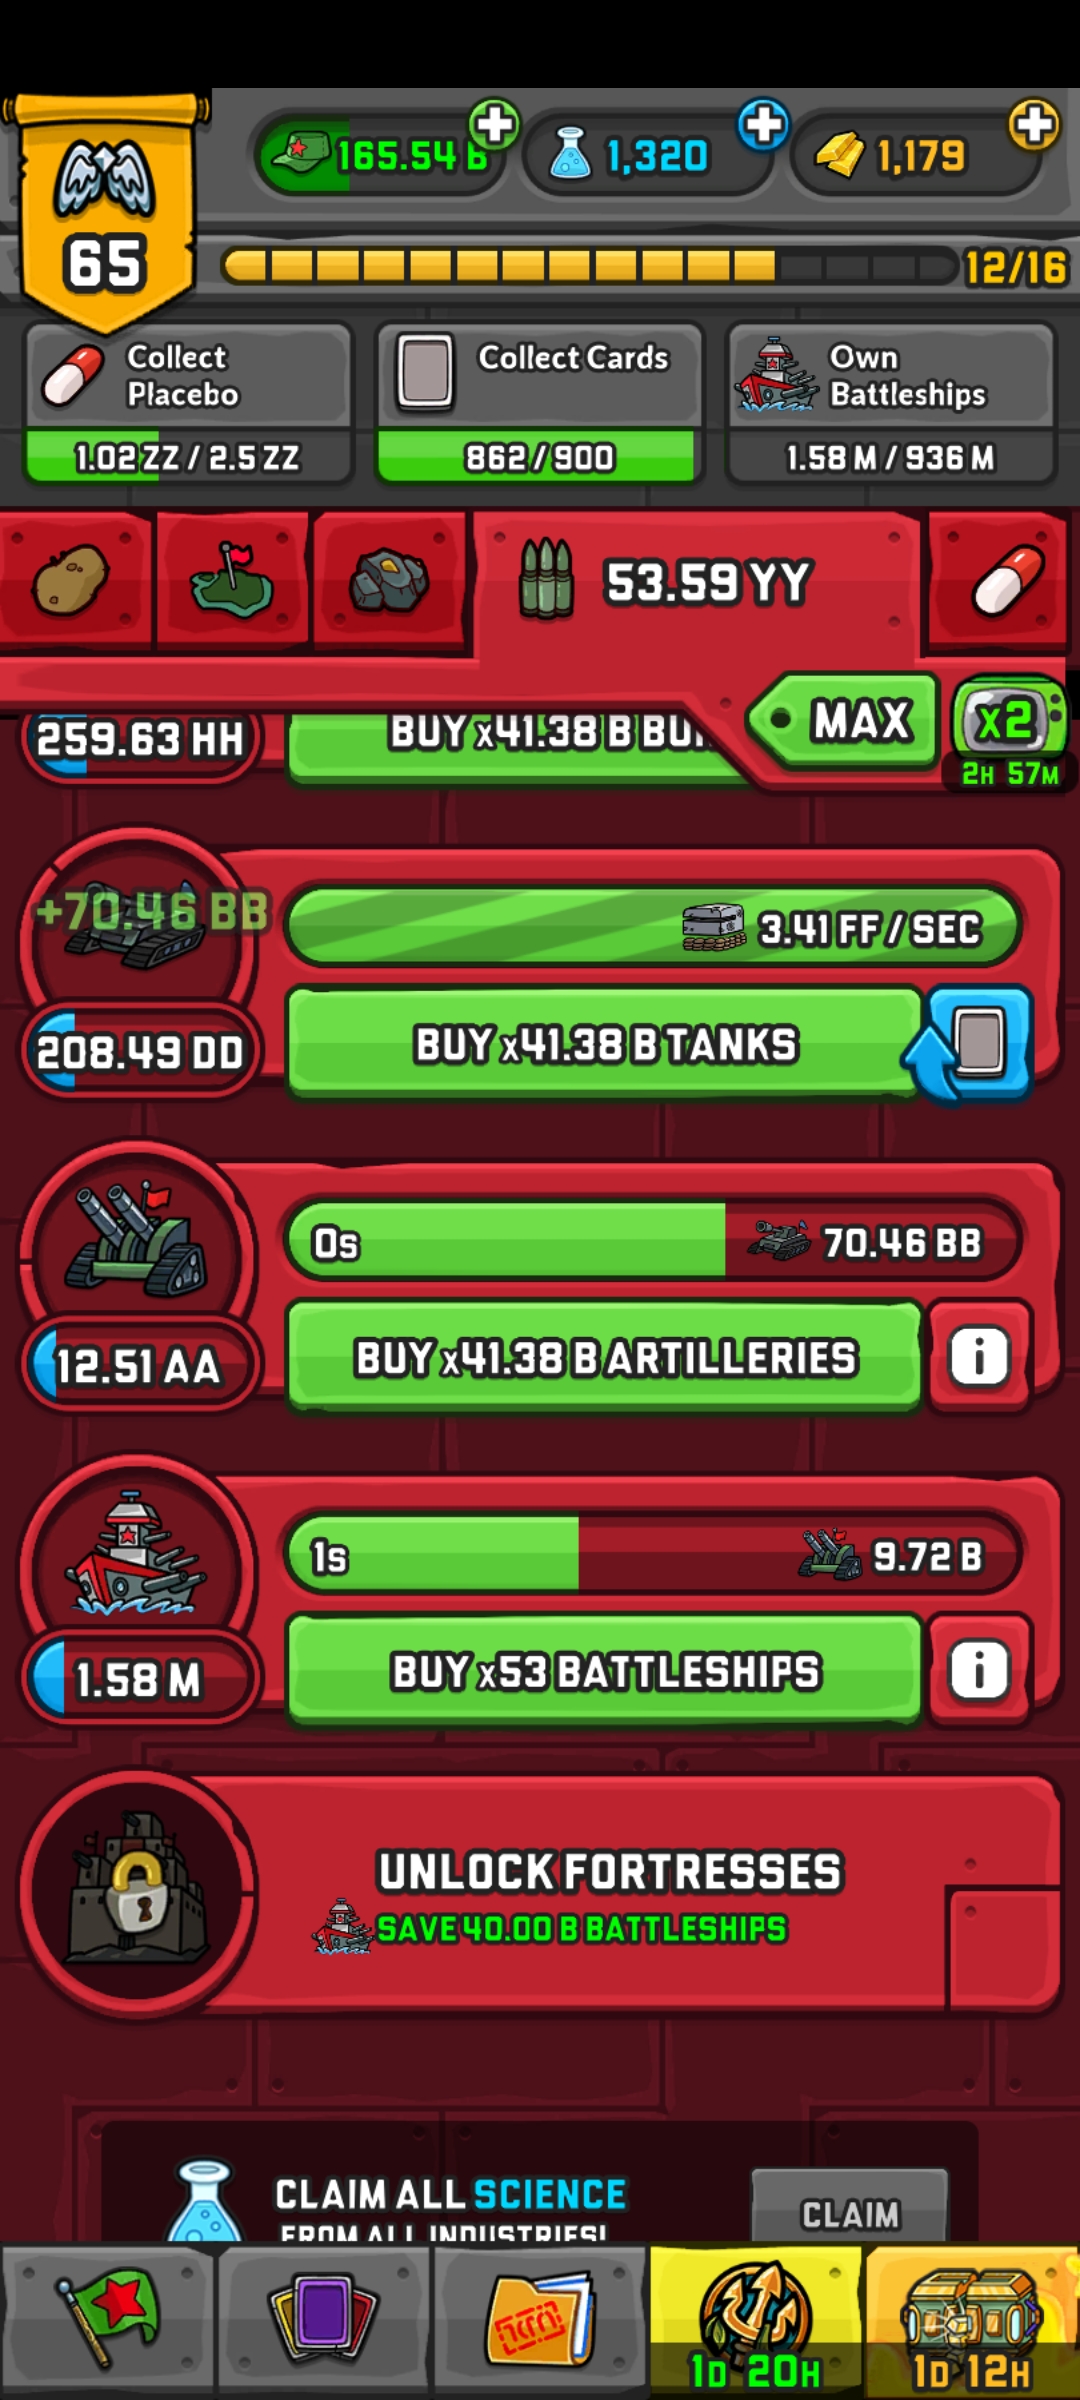 65
165.54 B
1,320
1,179
12/16
Collect
Placebo
1.02 ZZ / 2.5 ZZ
Collect Cards
862/900
Own
Battleships
1.58 M / 936 M
53.59 YY
MAX
x2
2H 57M
259.63 HH
BUY x41.38 B
+70.46 BB
3.41 FF / SEC
208.49 DD
BUY x41.38 B TANKS
0s
70.46 BB
12.51 AA
BUY x41.38 B ARTILLERIES
i
1s
9.72 B
1.58 M
BUY x53 BATTLESHIPS
i
UNLOCK FORTRESSES
SAVE 40.00 B BATTLESHIPS
CLAIM ALL SCIENCE
FROM ALL INDUSTRIES!
CLAIM
1D 20H
1D 12H